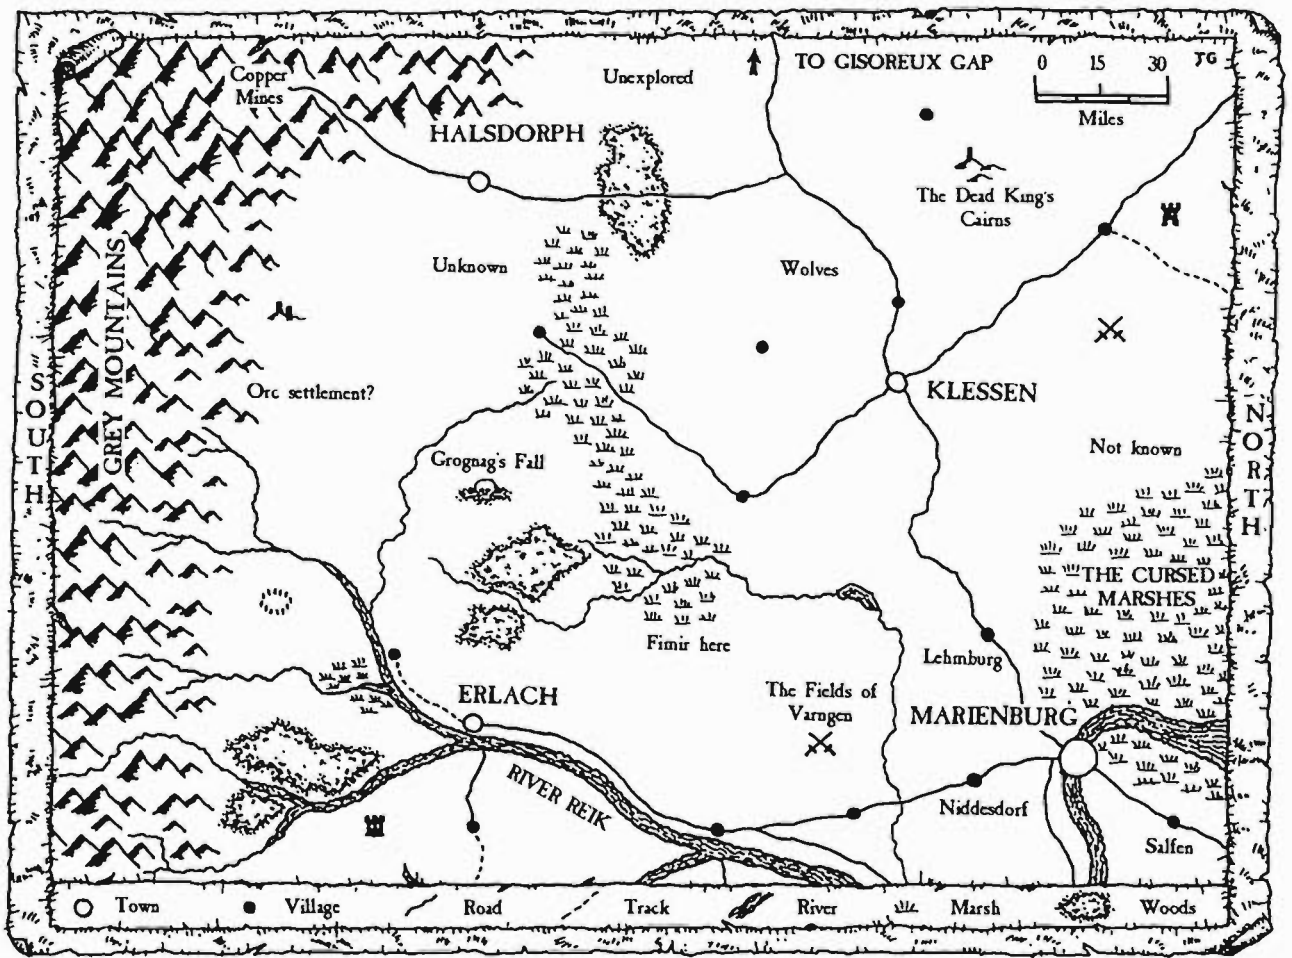 TO GISOREUX GAP
0 15 30
Miles
JG
Copper
Mines
Unexplored
HALSDORPH
The Dead King's
Cairns
Unknown
Wolves
GREY MOUNTAINS
SOUTH
NORTH
Orc settlement?
KLESSEN
Not known
Grognag's Fall
THE CURSED
MARSHES
Fimir here
Lehmburg
ERLACH
The Fields of
Varngen
MARIENBURG
RIVER REIK
Niddesdorf
Salfen
Town Village Road Track River Marsh Woods